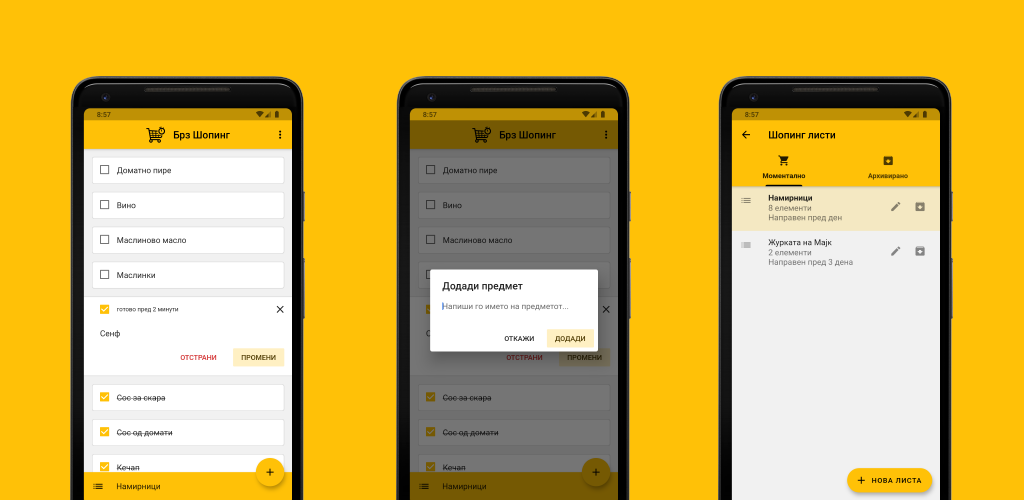 8:57
Брз Шопинг
Доматно пире
Вино
Маслиново масло
Маслинки
готово пред 2 минути
Сенф
ОТСТРАНИ
ПРОМЕНИ
Сос за скара
Сос од домати
Кечап
Намирници
8:57
Брз Шопинг
Доматно пире
Вино
Маслиново масло
Додади предмет
Напиши го името на предметот...
ОТКАЖИ
ДОДАДИ
ОТСТРАНИ
ПРОМЕНИ
Сос за скара
Сос од домати
Кечап
Намирници
8:57
Шопинг листи
Моментално
Архивирано
Намирници
8 елементи
Направен пред ден
Журката на Мајк
2 елементи
Направен пред 3 дена
НОВА ЛИСТА